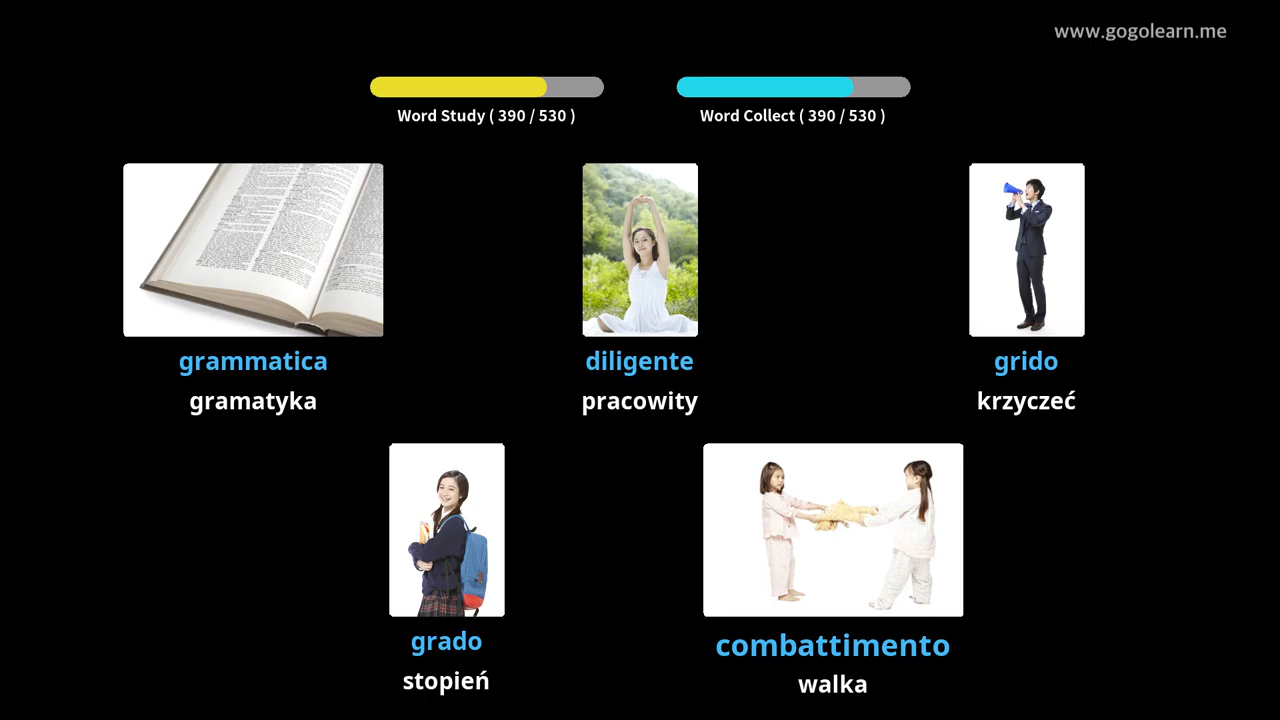 www.gogolearn.me
Word Study ( 390 / 530 )
Word Collect ( 390 / 530 )
grammatica
gramatyka
diligente
pracowity
grido
krzyczeć
grado
stopień
combattimento
walka